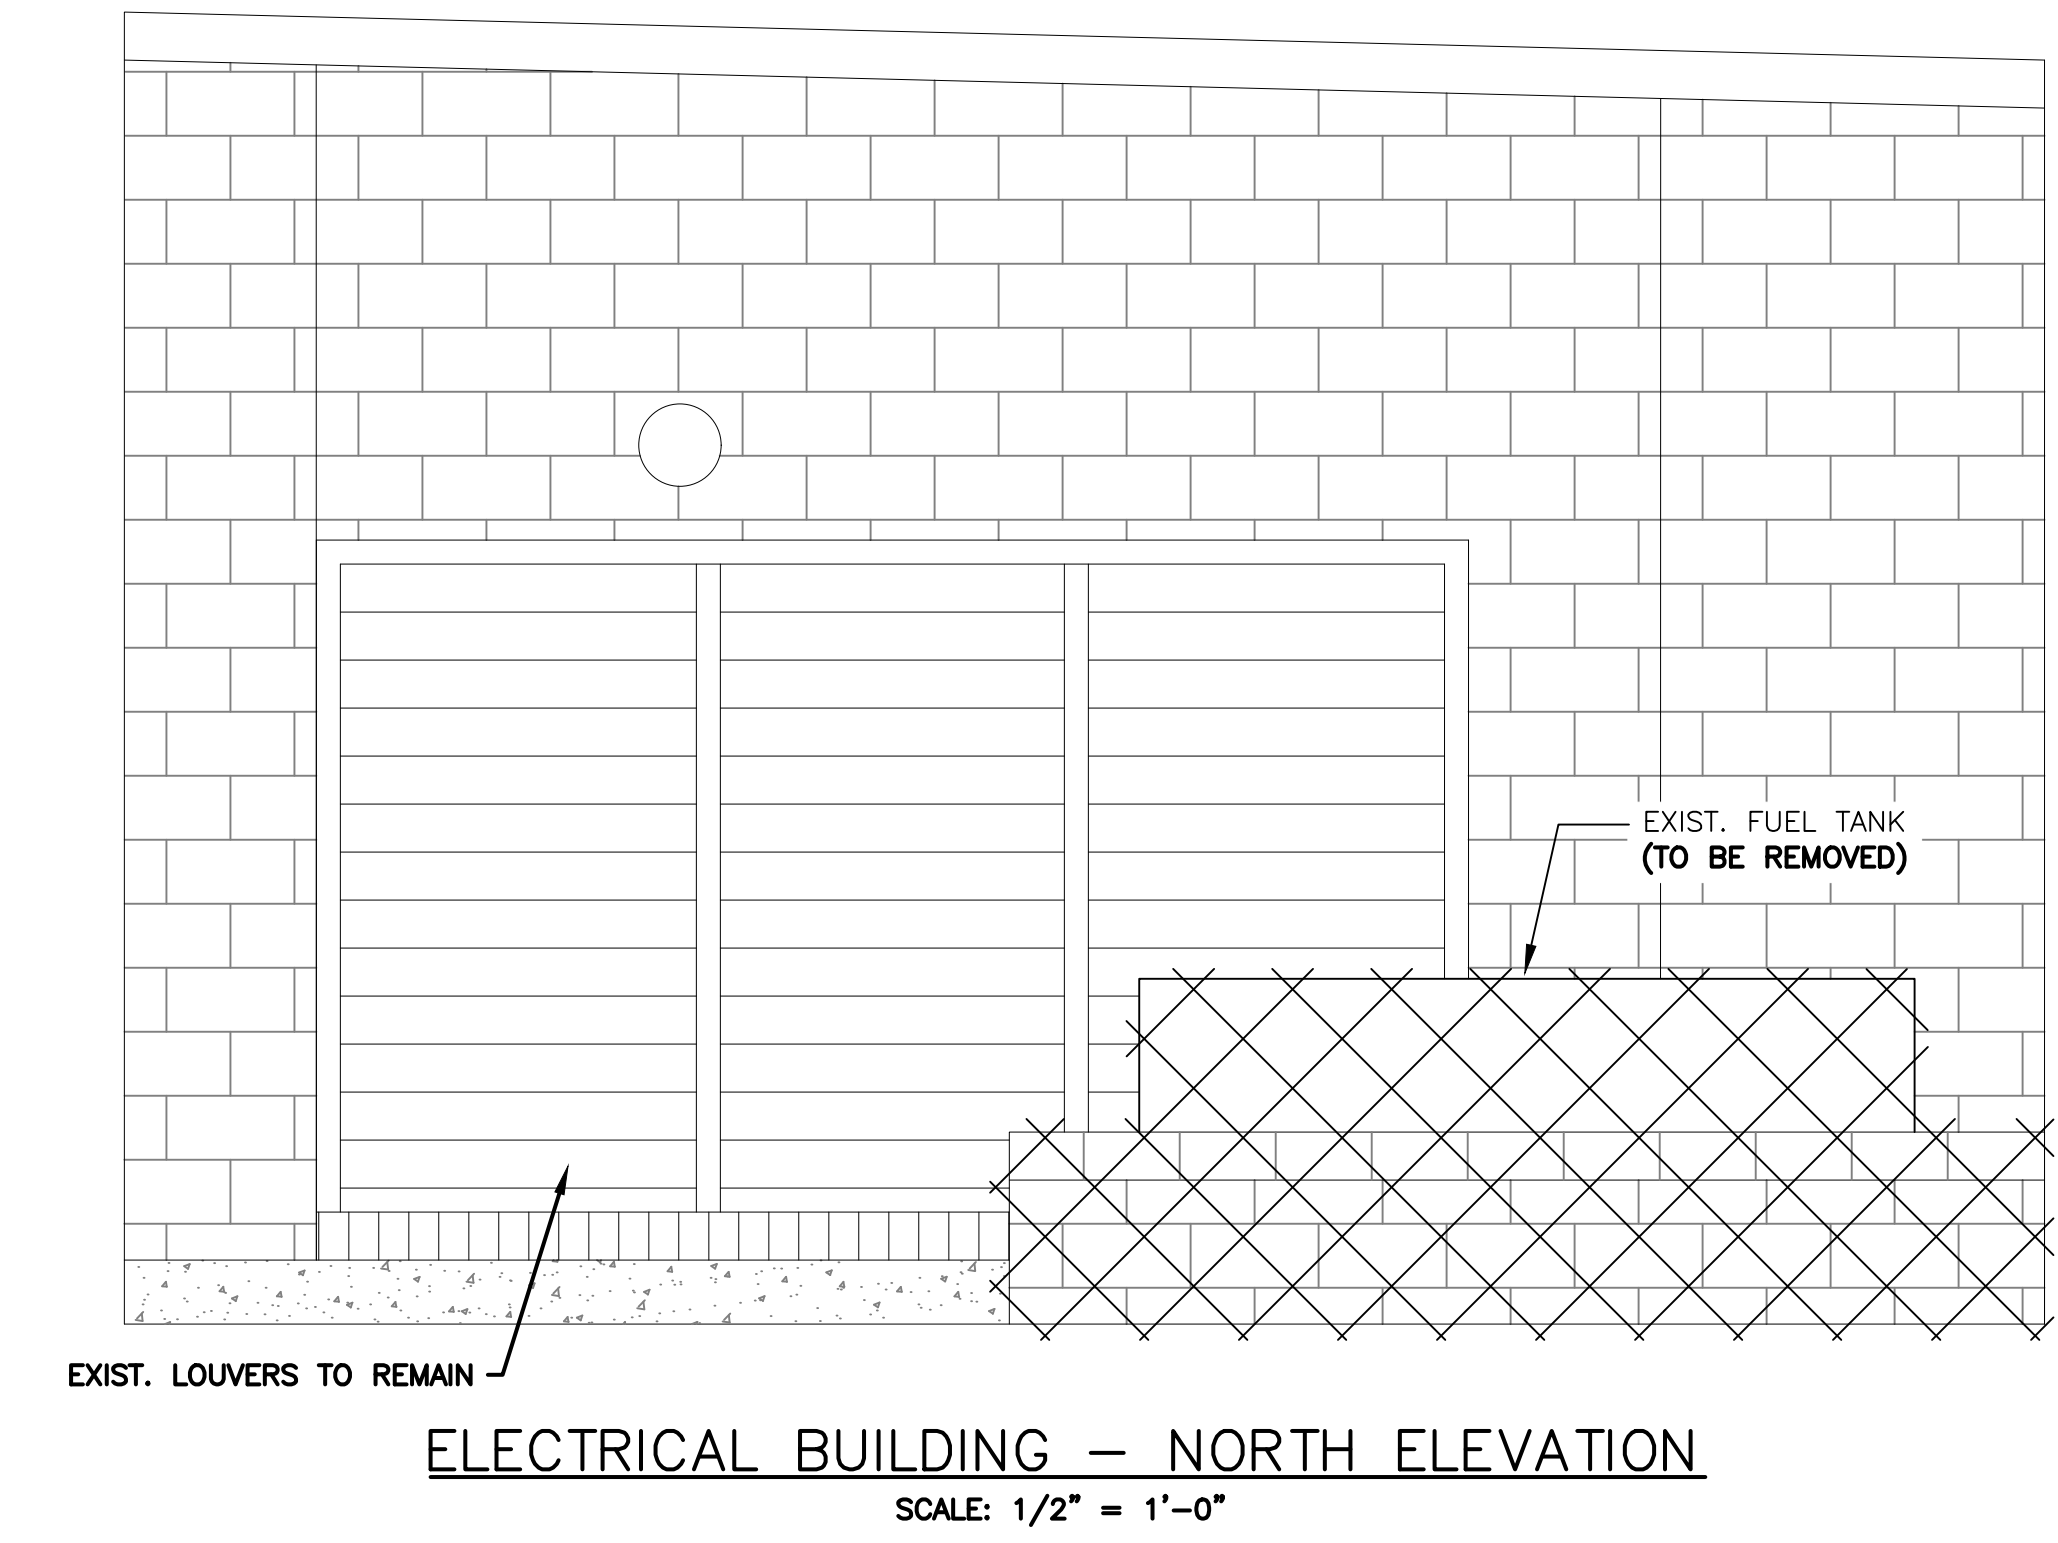 EXIST. FUEL TANK
(TO BE REMOVED)
EXIST. LOUVERS TO REMAIN
ELECTRICAL BUILDING – NORTH ELEVATION
SCALE: 1/2" = 1'-0"